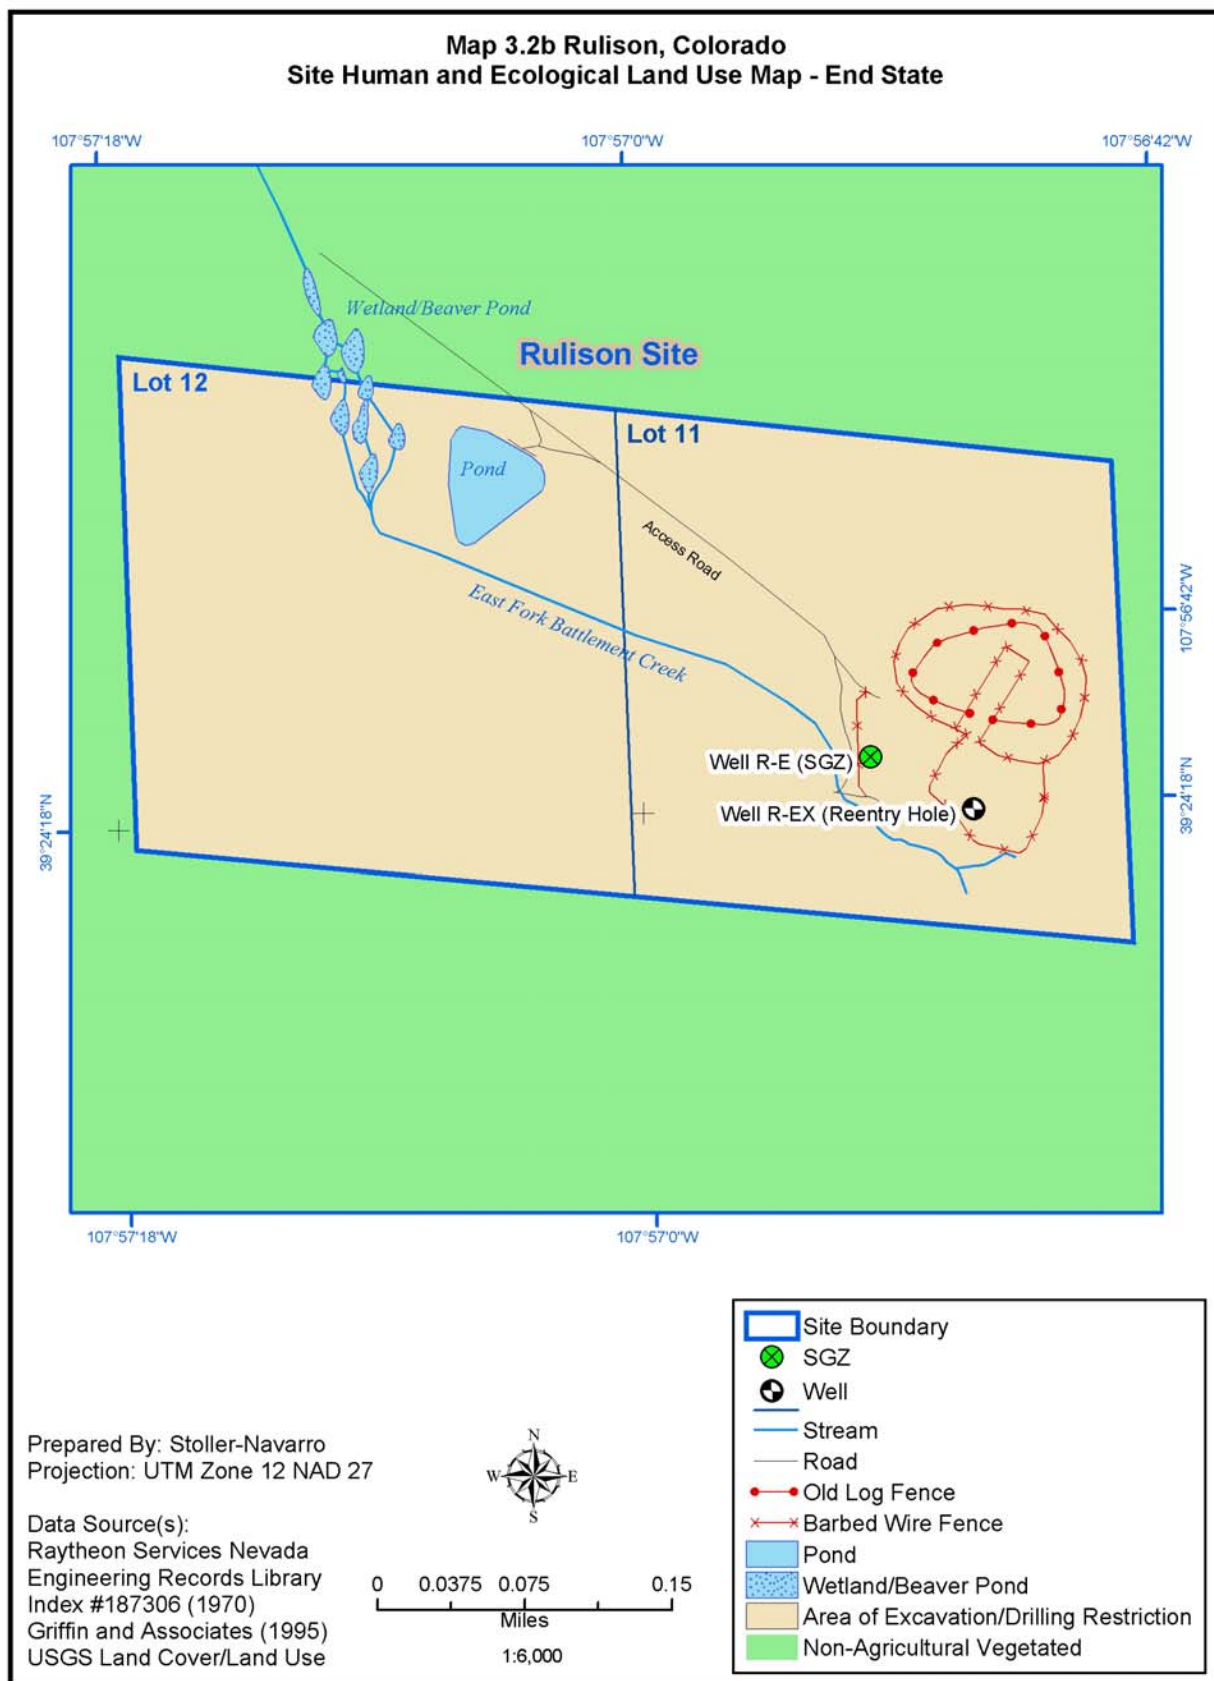 Map 3.2b Rulison, Colorado
Site Human and Ecological Land Use Map - End State
107°57'18"W
107°57'0"W
107°56'42"W
Wetland/Beaver Pond
Rulison Site
Lot 12
Lot 11
Pond
Access Road
East Fork Battlement Creek
107°56'42"W
Well R-E (SGZ)
Well R-EX (Reentry Hole)
39°24'18"N
39°24'18"N
107°57'18"W
107°57'0"W
Site Boundary
SGZ
Well
Stream
Road
Old Log Fence
Barbed Wire Fence
Pond
Wetland/Beaver Pond
Area of Excavation/Drilling Restriction
Non-Agricultural Vegetated
Prepared By: Stoller-Navarro
Projection: UTM Zone 12 NAD 27
Data Source(s):
Raytheon Services Nevada
Engineering Records Library
Index #187306 (1970)
Griffin and Associates (1995)
USGS Land Cover/Land Use
N
W
E
S
0 0.0375 0.075 0.15
Miles
1:6,000